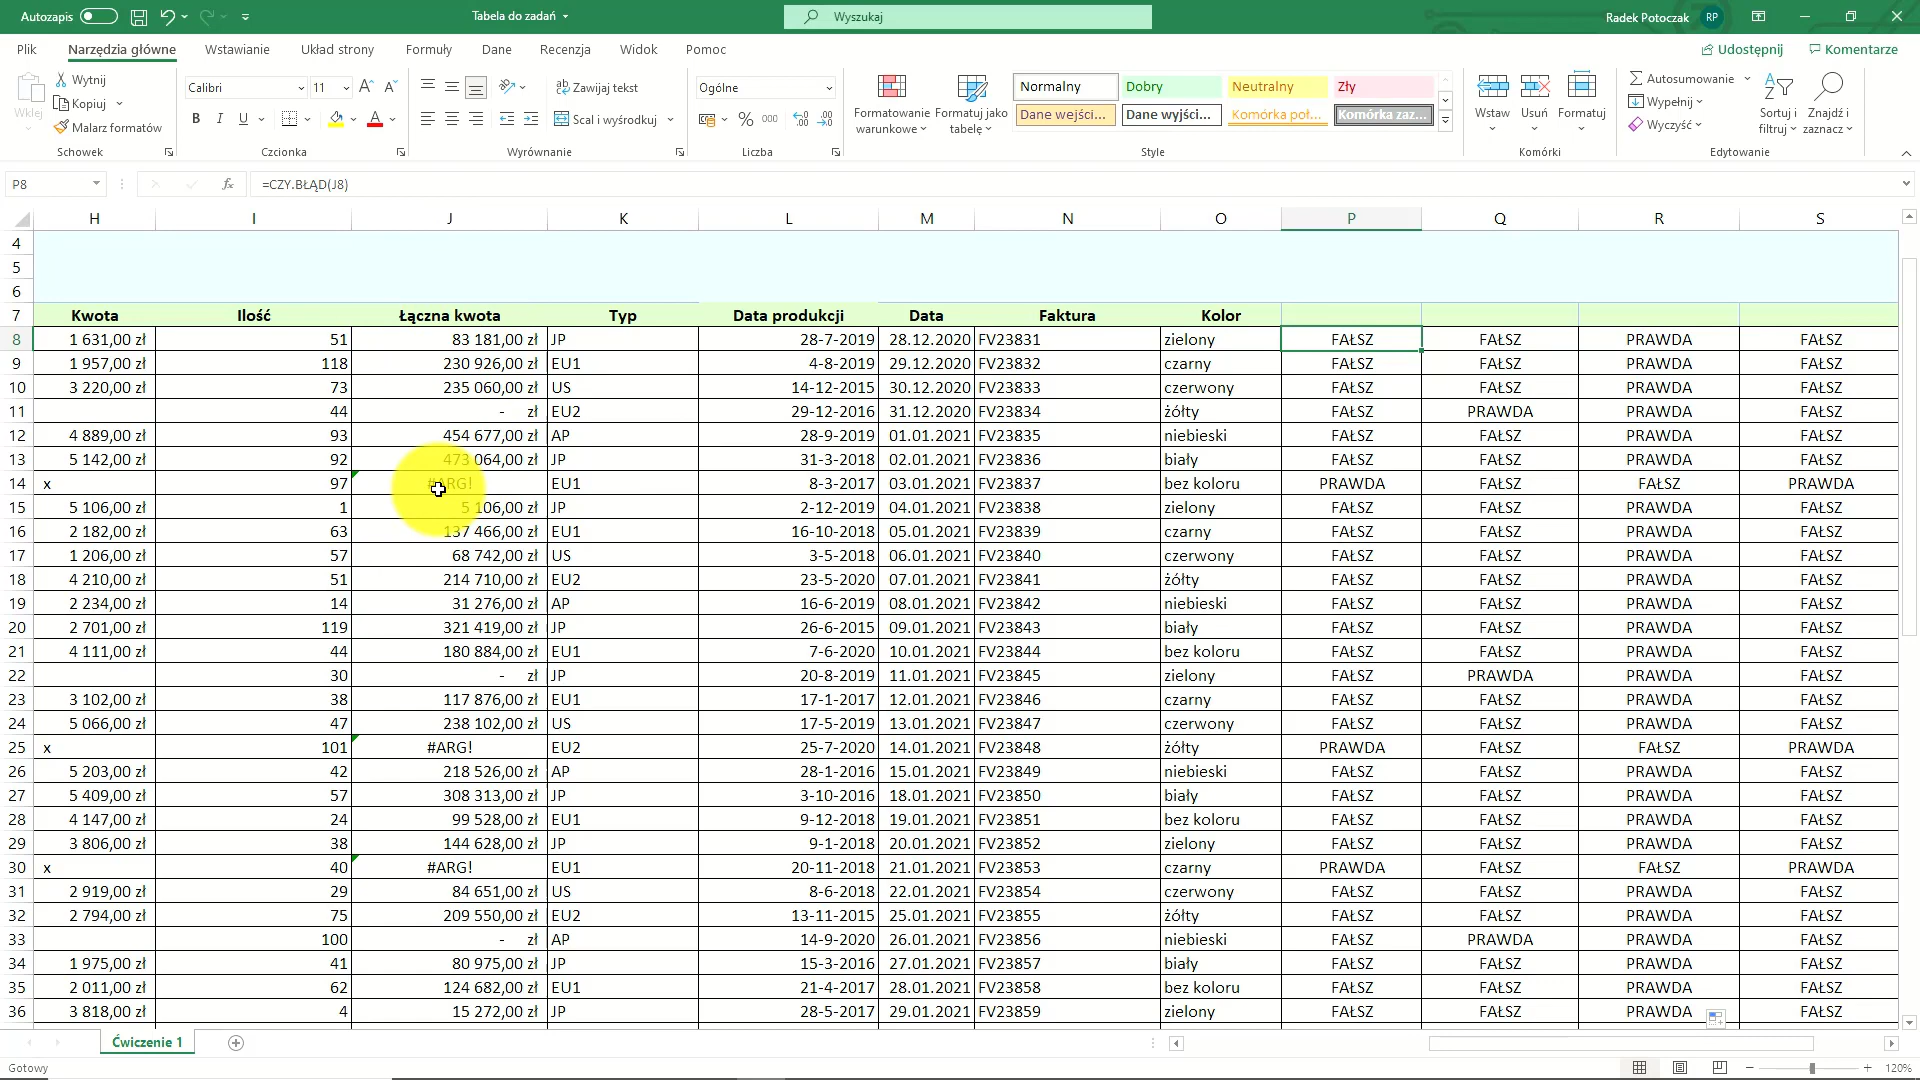 Autozapis Tabela do zadań Wyszukaj Radek Potoczak RP
Plik Narzędzia główne Wstawianie Układ strony Formuły Dane Recenzja Widok Pomoc Udostępnij Komentarze
Wklej Wytnij Kopiuj Malarz formatów Schowek
Calibri 11 B I U Czcionka
Zawijaj tekst Scal i wyśrodkuj Wyrównanie
Ogólne % 000 Liczba
Formatowanie warunkowe Formatuj jako tabelę
Normalny Dobry Neutralny Zły
Dane wejści... Dane wyjści... Komórka poł... Komórka zaz...
Style
Wstaw Usuń Formatuj Komórki
Autosumowanie Wypełnij Wyczyść Sortuj i filtruj Znajdź i zaznacz Edytowanie
P8 fx =CZY.BŁĄD(J8)
H I J K L M N O P Q R S
4
5
6
7 Kwota Ilość Łączna kwota Typ Data produkcji Data Faktura Kolor
8 1 631,00 zł 51 83 181,00 zł JP 28-7-2019 28.12.2020 FV23831 zielony FAŁSZ FAŁSZ PRAWDA FAŁSZ
9 1 957,00 zł 118 230 926,00 zł EU1 4-8-2019 29.12.2020 FV23832 czarny FAŁSZ FAŁSZ PRAWDA FAŁSZ
10 3 220,00 zł 73 235 060,00 zł US 14-12-2015 30.12.2020 FV23833 czerwony FAŁSZ FAŁSZ PRAWDA FAŁSZ
11 44 - zł EU2 29-12-2016 31.12.2020 FV23834 żółty FAŁSZ PRAWDA PRAWDA FAŁSZ
12 4 889,00 zł 93 454 677,00 zł AP 28-9-2019 01.01.2021 FV23835 niebieski FAŁSZ FAŁSZ PRAWDA FAŁSZ
13 5 142,00 zł 92 473 064,00 zł JP 31-3-2018 02.01.2021 FV23836 biały FAŁSZ FAŁSZ PRAWDA FAŁSZ
14 x 97 #ARG! EU1 8-3-2017 03.01.2021 FV23837 bez koloru PRAWDA FAŁSZ FAŁSZ PRAWDA
15 5 106,00 zł 1 5 106,00 zł JP 2-12-2019 04.01.2021 FV23838 zielony FAŁSZ FAŁSZ PRAWDA FAŁSZ
16 2 182,00 zł 63 137 466,00 zł EU1 16-10-2018 05.01.2021 FV23839 czarny FAŁSZ FAŁSZ PRAWDA FAŁSZ
17 1 206,00 zł 57 68 742,00 zł US 3-5-2018 06.01.2021 FV23840 czerwony FAŁSZ FAŁSZ PRAWDA FAŁSZ
18 4 210,00 zł 51 214 710,00 zł EU2 23-5-2020 07.01.2021 FV23841 żółty FAŁSZ FAŁSZ PRAWDA FAŁSZ
19 2 234,00 zł 14 31 276,00 zł AP 16-6-2019 08.01.2021 FV23842 niebieski FAŁSZ FAŁSZ PRAWDA FAŁSZ
20 2 701,00 zł 119 321 419,00 zł JP 26-6-2015 09.01.2021 FV23843 biały FAŁSZ FAŁSZ PRAWDA FAŁSZ
21 4 111,00 zł 44 180 884,00 zł EU1 7-6-2020 10.01.2021 FV23844 bez koloru FAŁSZ FAŁSZ PRAWDA FAŁSZ
22 30 - zł JP 20-8-2019 11.01.2021 FV23845 zielony FAŁSZ PRAWDA PRAWDA FAŁSZ
23 3 102,00 zł 38 117 876,00 zł EU1 17-1-2017 12.01.2021 FV23846 czarny FAŁSZ FAŁSZ PRAWDA FAŁSZ
24 5 066,00 zł 47 238 102,00 zł US 17-5-2019 13.01.2021 FV23847 czerwony FAŁSZ FAŁSZ PRAWDA FAŁSZ
25 x 101 #ARG! EU2 25-7-2020 14.01.2021 FV23848 żółty PRAWDA FAŁSZ FAŁSZ PRAWDA
26 5 203,00 zł 42 218 526,00 zł AP 28-1-2016 15.01.2021 FV23849 niebieski FAŁSZ FAŁSZ PRAWDA FAŁSZ
27 5 409,00 zł 57 308 313,00 zł JP 3-10-2016 18.01.2021 FV23850 biały FAŁSZ FAŁSZ PRAWDA FAŁSZ
28 4 147,00 zł 24 99 528,00 zł EU1 9-12-2018 19.01.2021 FV23851 bez koloru FAŁSZ FAŁSZ PRAWDA FAŁSZ
29 3 806,00 zł 38 144 628,00 zł JP 9-1-2018 20.01.2021 FV23852 zielony FAŁSZ FAŁSZ PRAWDA FAŁSZ
30 x 40 #ARG! EU1 20-11-2018 21.01.2021 FV23853 czarny PRAWDA FAŁSZ FAŁSZ PRAWDA
31 2 919,00 zł 29 84 651,00 zł US 8-6-2018 22.01.2021 FV23854 czerwony FAŁSZ FAŁSZ PRAWDA FAŁSZ
32 2 794,00 zł 75 209 550,00 zł EU2 13-11-2015 25.01.2021 FV23855 żółty FAŁSZ FAŁSZ PRAWDA FAŁSZ
33 100 - zł AP 14-9-2020 26.01.2021 FV23856 niebieski FAŁSZ PRAWDA PRAWDA FAŁSZ
34 1 975,00 zł 41 80 975,00 zł JP 15-3-2016 27.01.2021 FV23857 biały FAŁSZ FAŁSZ PRAWDA FAŁSZ
35 2 011,00 zł 62 124 682,00 zł EU1 21-4-2017 28.01.2021 FV23858 bez koloru FAŁSZ FAŁSZ PRAWDA FAŁSZ
36 3 818,00 zł 4 15 272,00 zł JP 28-5-2017 29.01.2021 FV23859 zielony FAŁSZ FAŁSZ PRAWDA FAŁSZ
Ćwiczenie 1
Gotowy 120%